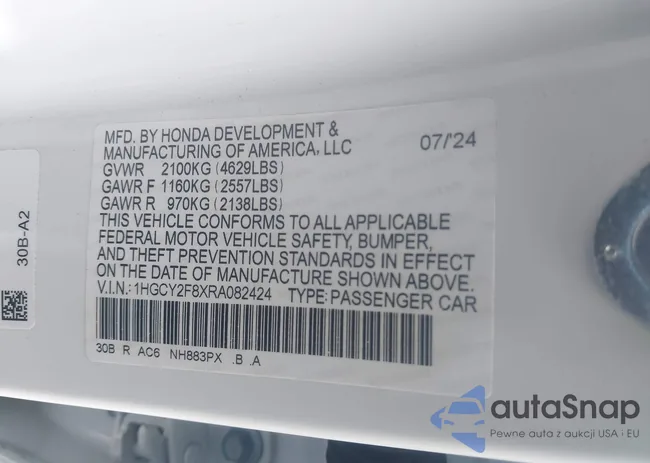 MFD. BY HONDA DEVELOPMENT &
MANUFACTURING OF AMERICA, LLC 07/'24
GVWR 2100KG (4629LBS)
GAWR F 1160KG (2557LBS)
GAWR R 970KG (2138LBS)
THIS VEHICLE CONFORMS TO ALL APPLICABLE
FEDERAL MOTOR VEHICLE SAFETY, BUMPER,
AND THEFT PREVENTION STANDARDS IN EFFECT
ON THE DATE OF MANUFACTURE SHOWN ABOVE.
V.I.N.: 1HGCY2F8XRA082424 TYPE: PASSENGER CAR
30B R AC6 NH883PX .B .A
30B-A2
autaSnap
Pewne auta z aukcji USA i EU